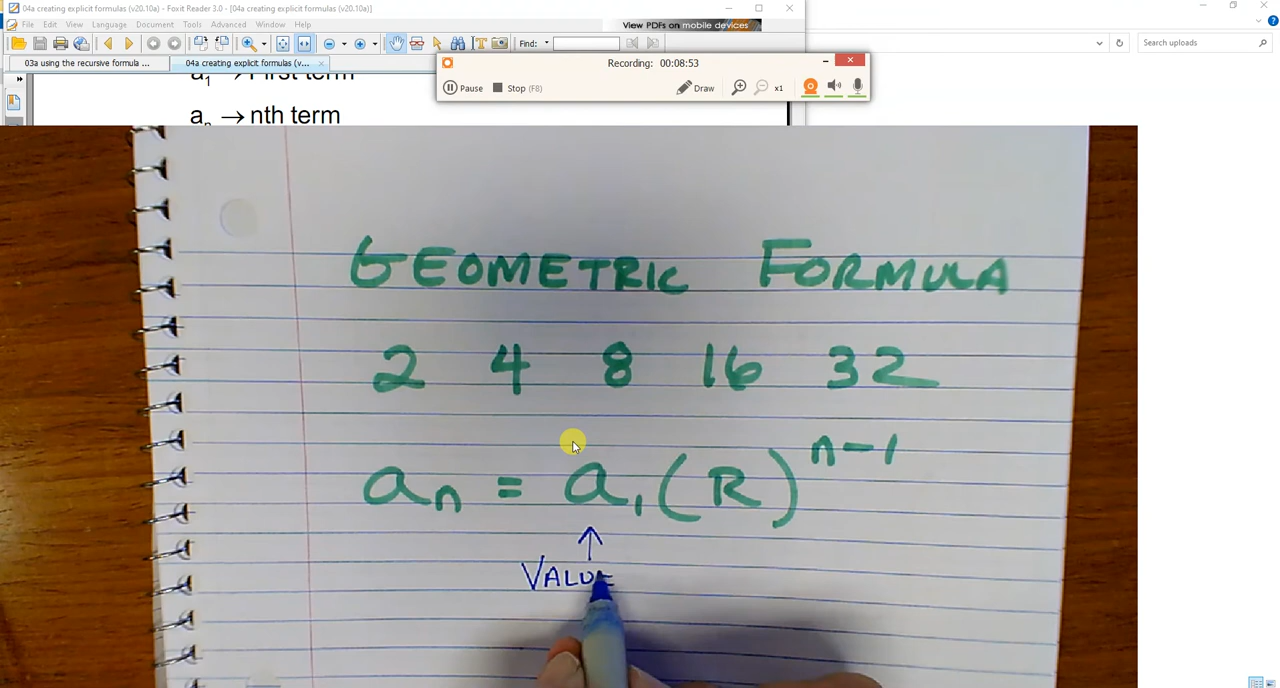 04a creating explicit formulas (v20.10a) - Foxit Reader 3.0 - [04a creating explicit formulas (v20.10a)]
File Edit View Language Document Tools Advanced Window Help
View PDFs on mobile devices
Find:
Search uploads
03a using the recursive formula ...
04a creating explicit formulas (v...
Recording: 00:08:53
Pause Stop (F8) Draw x1
a₁ → First term
aₙ → nth term
GEOMETRIC FORMULA
2 4 8 16 32
aₙ = a₁(R)ⁿ⁻¹
VALUE